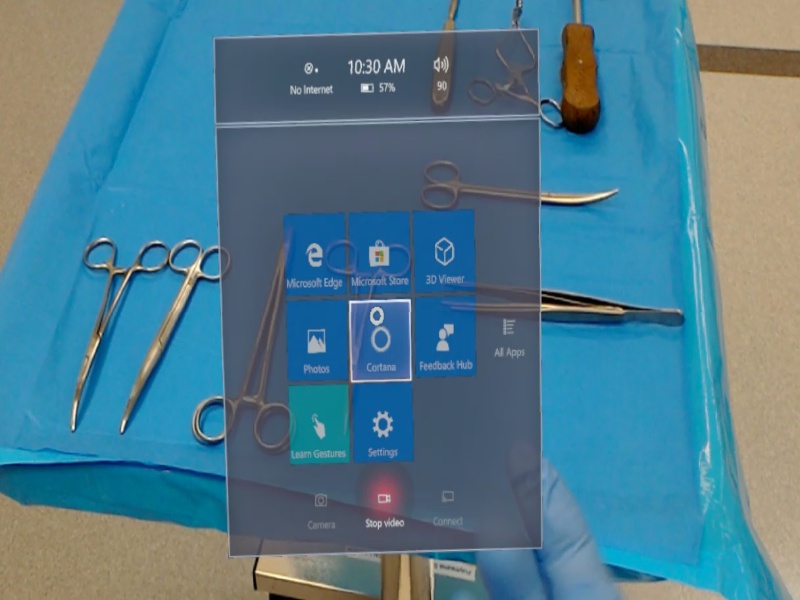 10:30 AM
No Internet
57%
90
Microsoft Edge
Microsoft Store
3D Viewer
Photos
Cortana
Feedback Hub
All Apps
Learn Gestures
Settings
Camera
Stop video
Connect